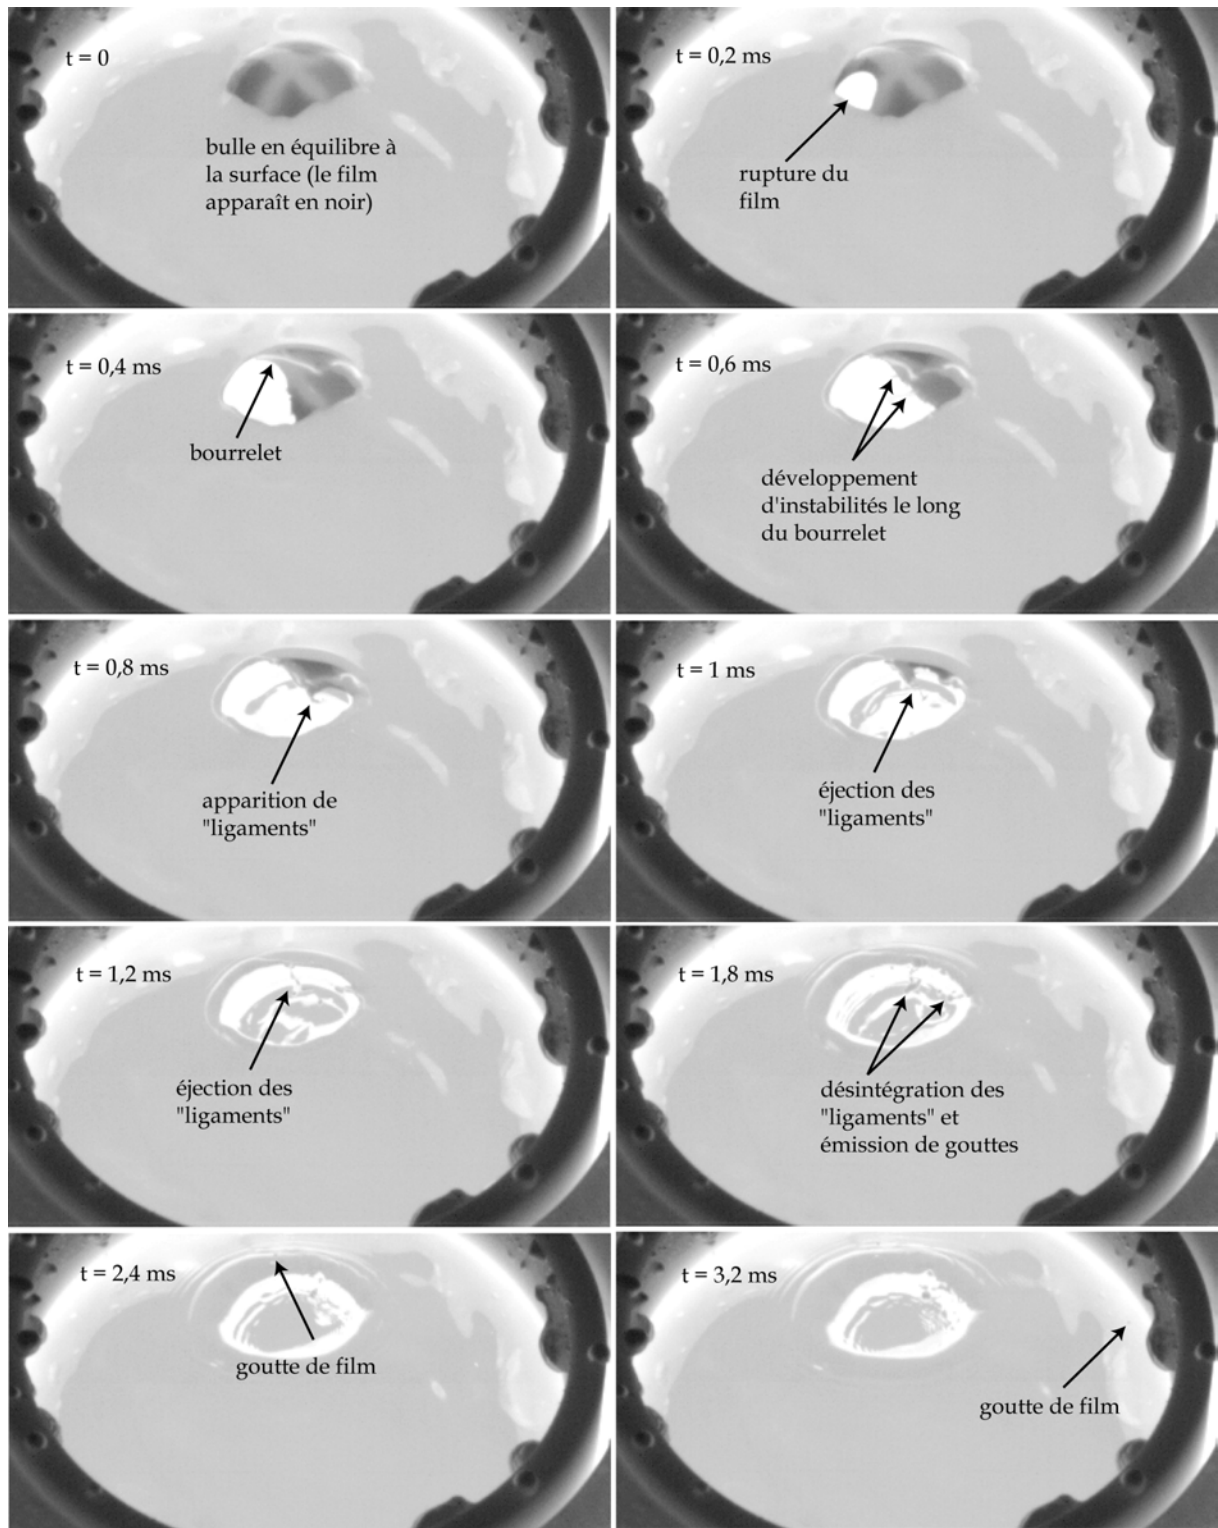 t = 0
bulle en équilibre à
la surface (le film
apparaît en noir)
t = 0,2 ms
rupture du
film
t = 0,4 ms
bourrelet
t = 0,6 ms
développement
d'instabilités le long
du bourrelet
t = 0,8 ms
apparition de
"ligaments"
t = 1 ms
éjection des
"ligaments"
t = 1,2 ms
éjection des
"ligaments"
t = 1,8 ms
désintégration des
"ligaments" et
émission de gouttes
t = 2,4 ms
goutte de film
t = 3,2 ms
goutte de film